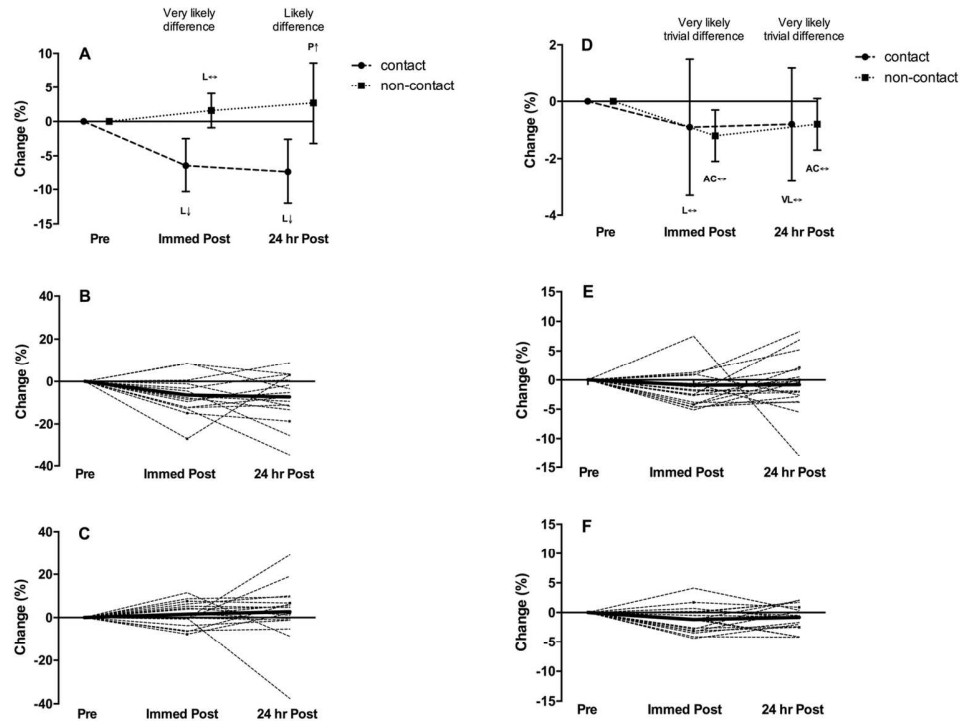 Very likely
difference
Likely
difference
A
P↑
10
5
0
-5
-10
-15
Change (%)
L↔
L↓
L↓
contact
non-contact
Pre
Immed Post
24 hr Post
Very likely
trivial difference
Very likely
trivial difference
D
2
0
-2
-4
Change (%)
AC↔
AC↔
L↔
VL↔
contact
non-contact
Pre
Immed Post
24 hr Post
B
40
20
0
-20
-40
Change (%)
Pre
Immed Post
24 hr Post
E
15
10
5
0
-5
-10
-15
Change (%)
Pre
Immed Post
24 hr Post
C
40
20
0
-20
-40
Change (%)
Pre
Immed Post
24 hr Post
F
15
10
5
0
-5
-10
-15
Change (%)
Pre
Immed Post
24 hr Post